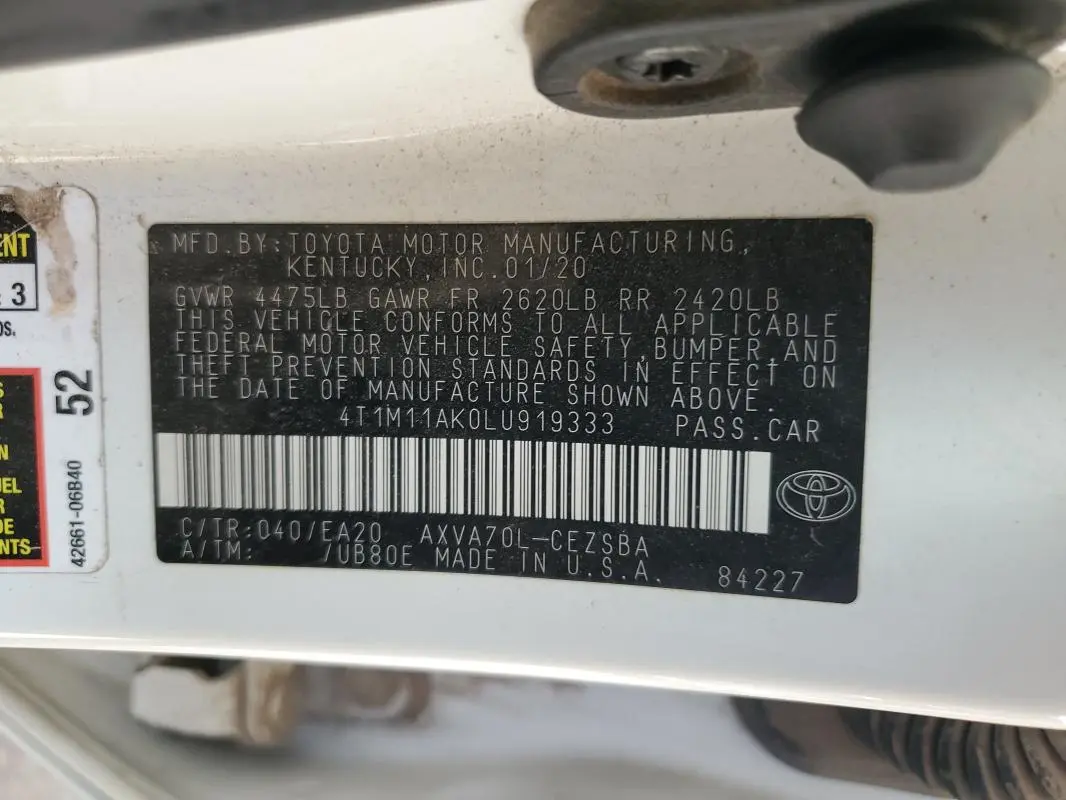 MFD.BY:TOYOTA MOTOR MANUFACTURING,
KENTUCKY,INC.01/20
GVWR 4475LB GAWR FR 2620LB RR 2420LB
THIS VEHICLE CONFORMS TO ALL APPLICABLE
FEDERAL MOTOR VEHICLE SAFETY,BUMPER,AND
THEFT PREVENTION STANDARDS IN EFFECT ON
THE DATE OF MANUFACTURE SHOWN ABOVE.
4T1M11AK0LU919333 PASS.CAR
C/TR:040/EA20 AXVA70L-CEZSBA
A/TM: /UB80E MADE IN U.S.A. 84227
52
42661-06B40
3